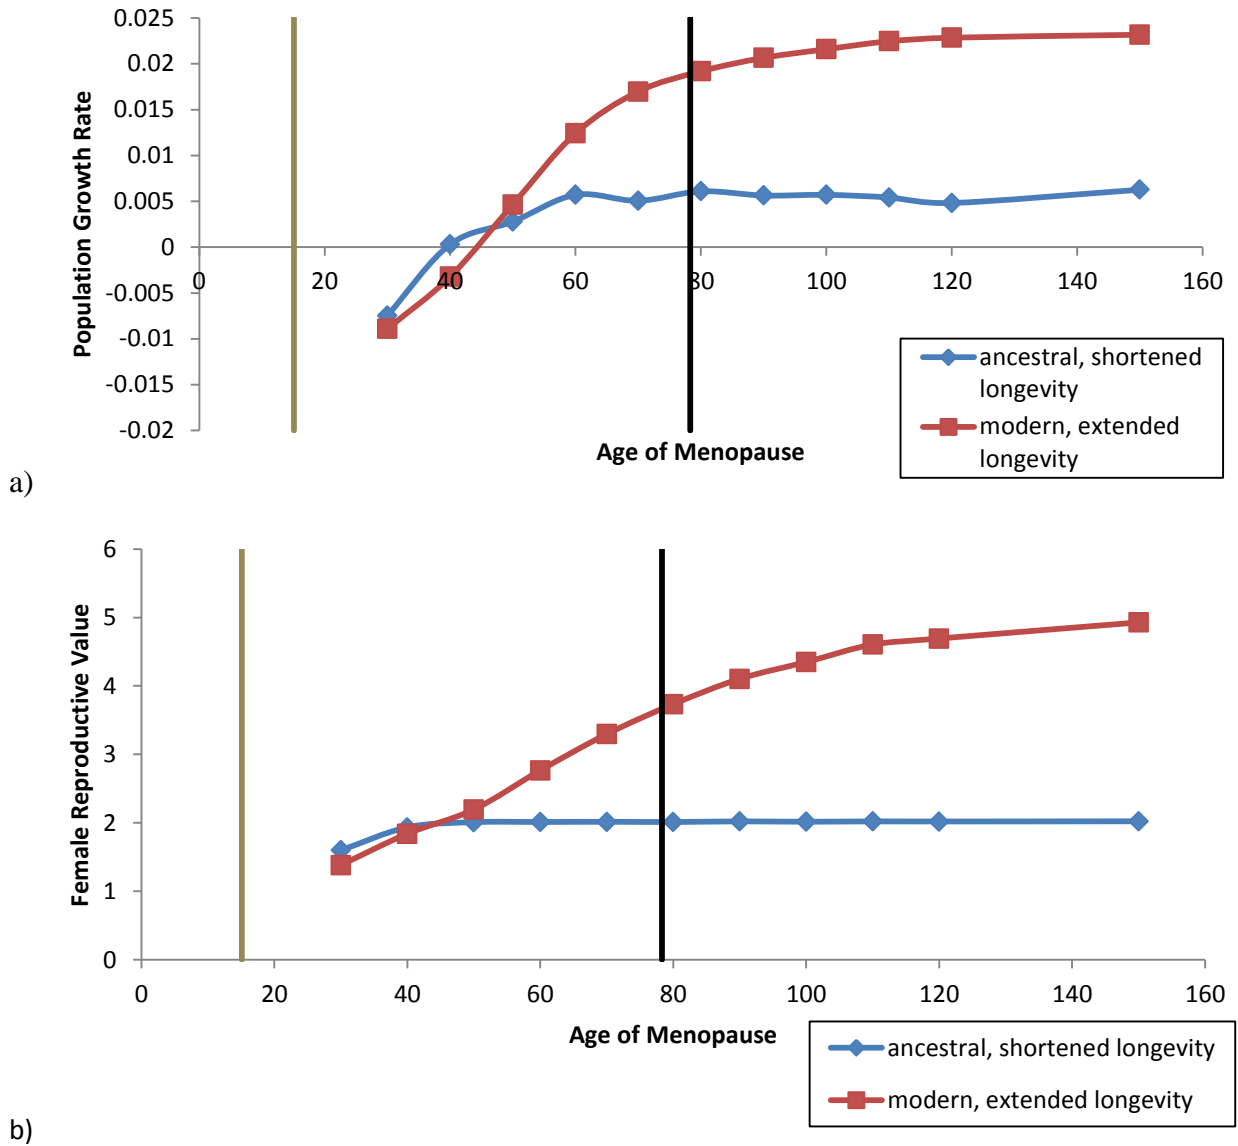 0.025
0.02
0.015
0.01
0.005
0
-0.005
-0.01
-0.015
-0.02
0 20 40 60 80 100 120 140 160
Population Growth Rate
Age of Menopause
ancestral, shortened
longevity
modern, extended
longevity
a)
6
5
4
3
2
1
0
0 20 40 60 80 100 120 140 160
Female Reproductive Value
Age of Menopause
ancestral, shortened longevity
modern, extended longevity
b)